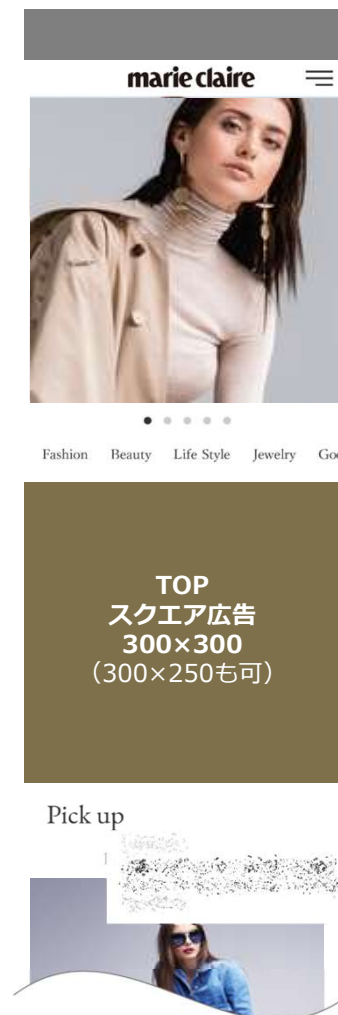 marie claire
Fashion Beauty Life Style Jewelry
TOP
スクエア広告
300×300
（300×250も可）
Pick up